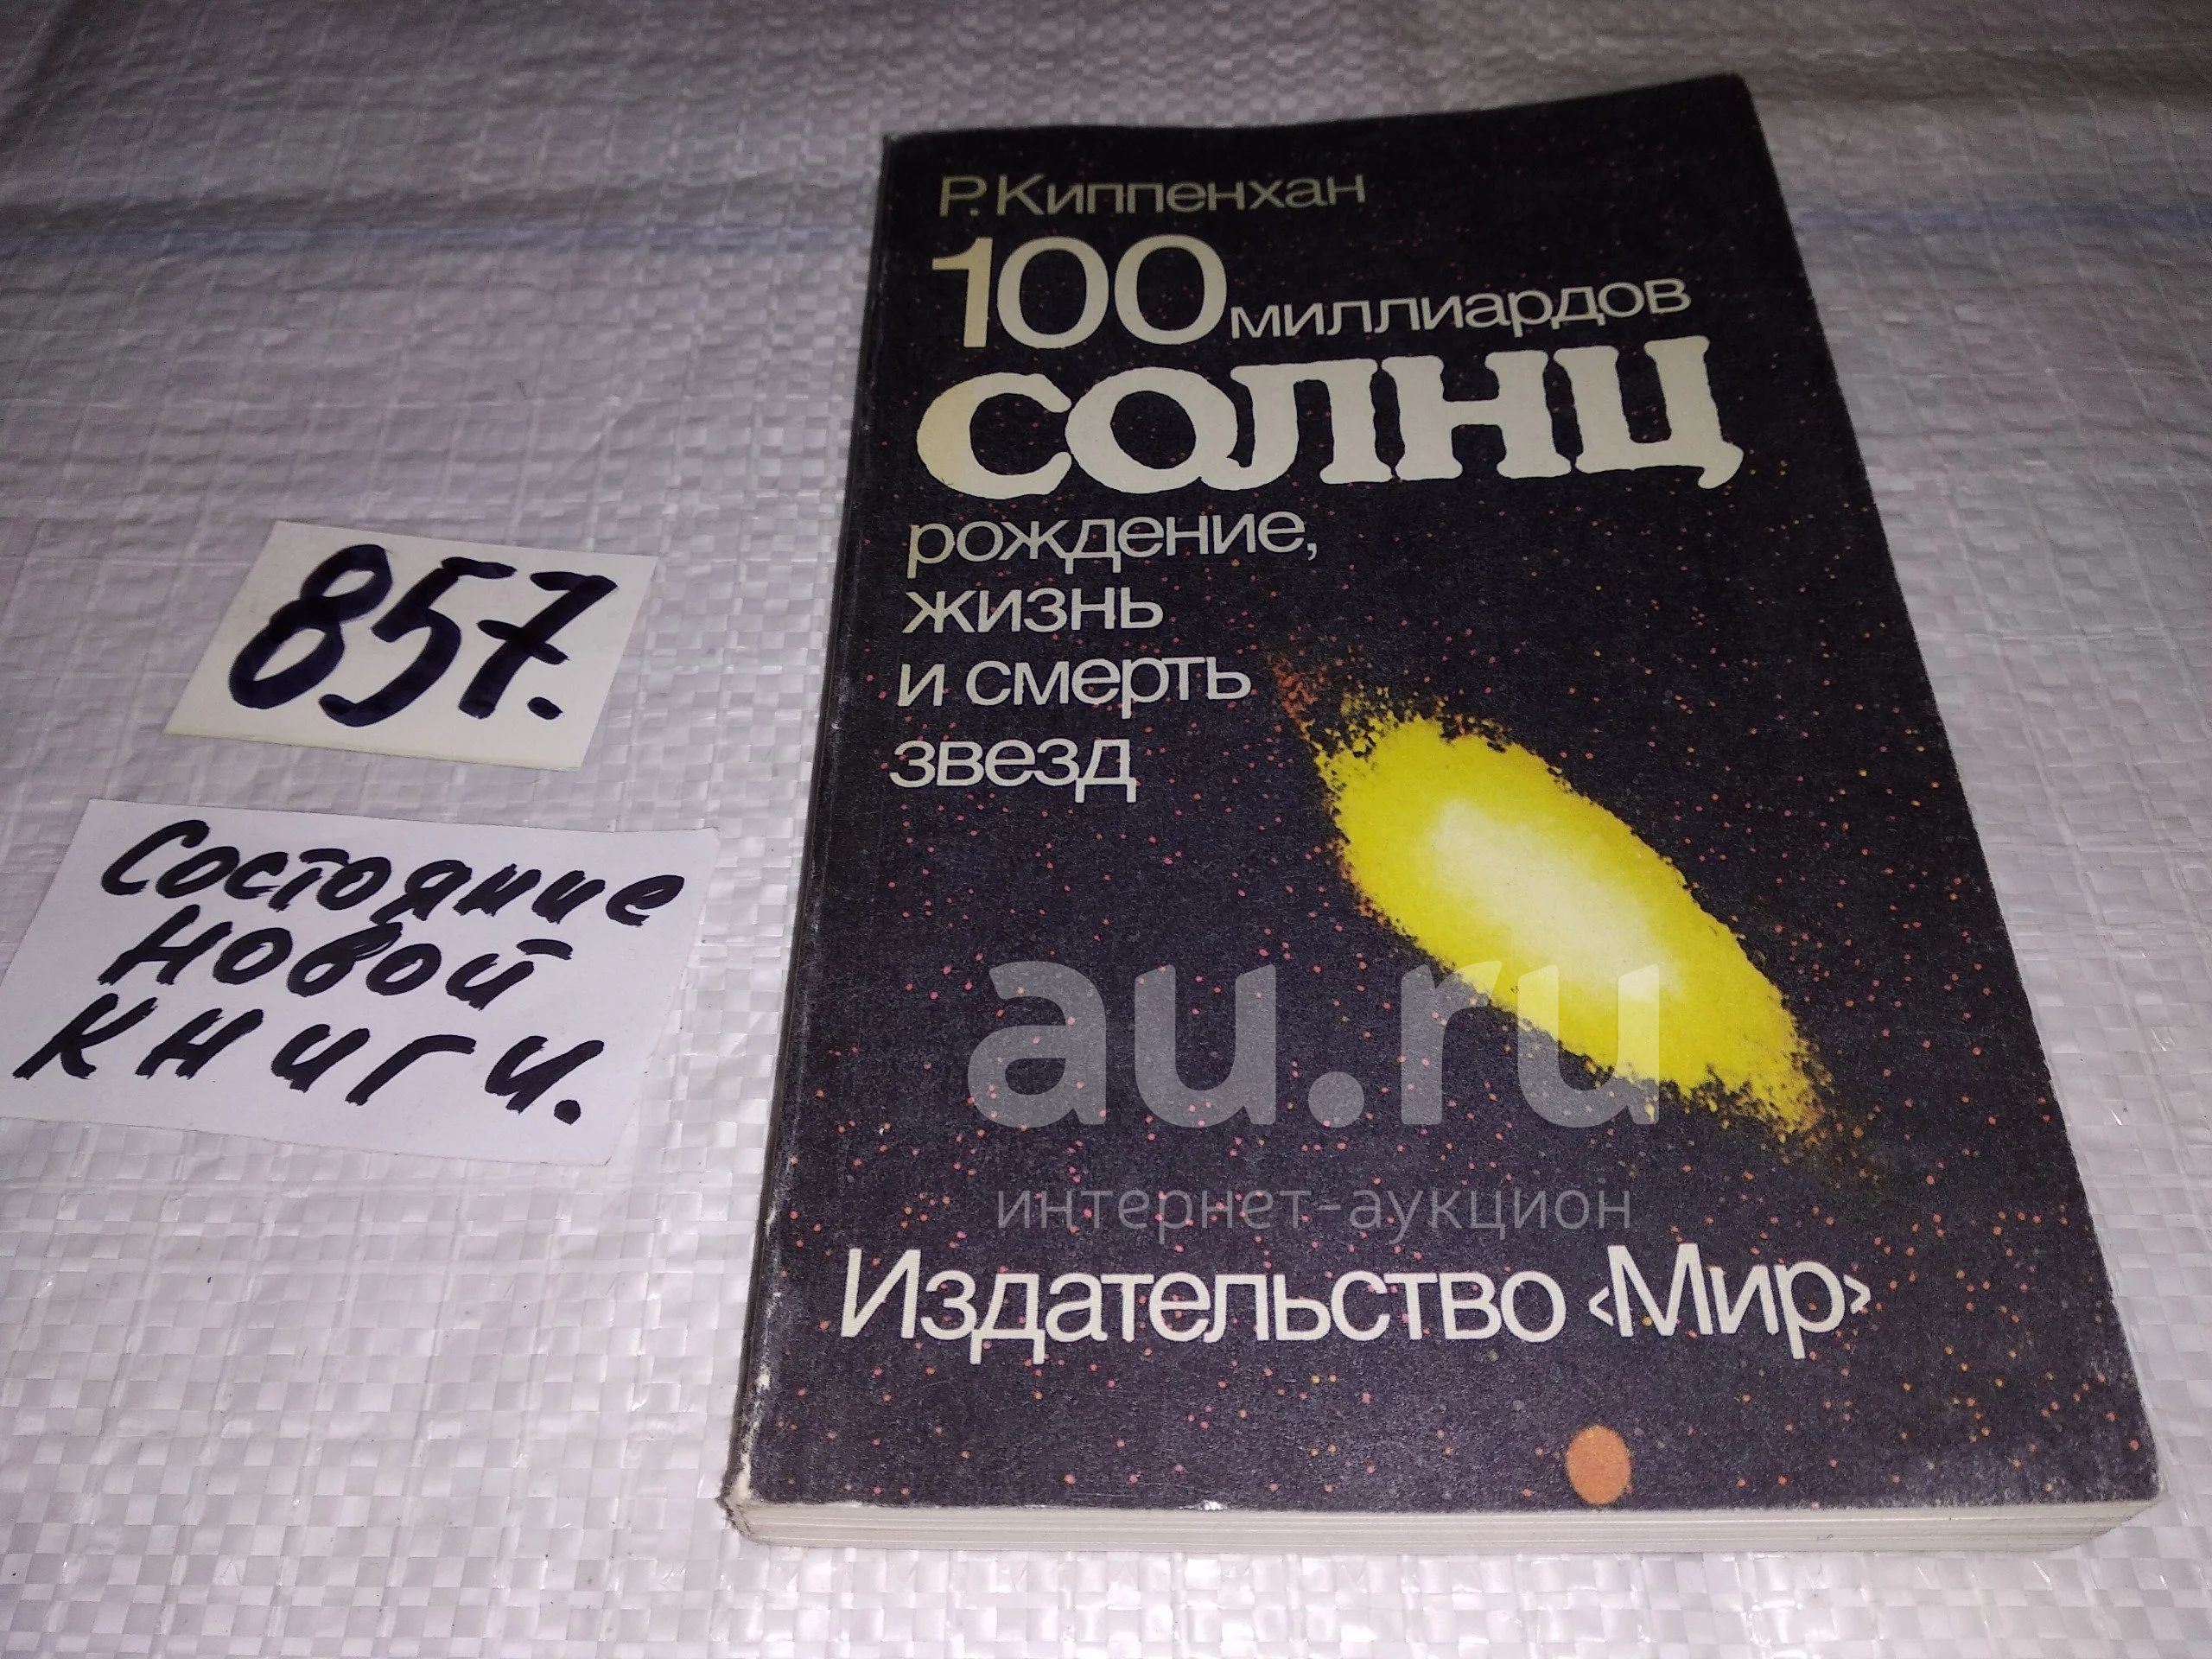 Р. Киппенхан
100 миллиардов
солнц
рождение,
жизнь
и смерть
звезд
857.
Состояние
новой
книги.
au.ru
интернет-аукцион
Издательство ‹Мир›